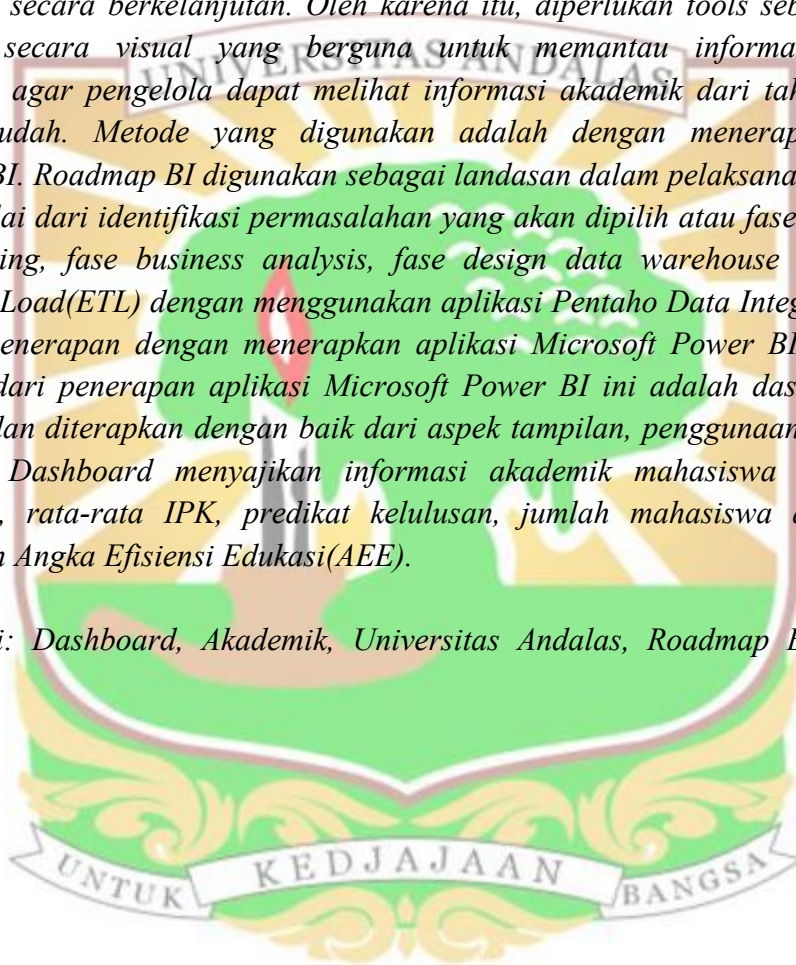 secara berkelanjutan. Oleh karena itu, diperlukan tools seb
secara visual yang berguna untuk memantau informa
UNIVERSITAS ANDALAS
agar pengelola dapat melihat informasi akademik dari tah
udah. Metode yang digunakan adalah dengan menerap
BI. Roadmap BI digunakan sebagai landasan dalam pelaksana
ai dari identifikasi permasalahan yang akan dipilih atau fase
ing, fase business analysis, fase design data warehouse
Load(ETL) dengan menggunakan aplikasi Pentaho Data Integ
enerapan dengan menerapkan aplikasi Microsoft Power BI
dari penerapan aplikasi Microsoft Power BI ini adalah das
lan diterapkan dengan baik dari aspek tampilan, penggunaan
Dashboard menyajikan informasi akademik mahasiswa
, rata-rata IPK, predikat kelulusan, jumlah mahasiswa
n Angka Efisiensi Edukasi(AEE).
i: Dashboard, Akademik, Universitas Andalas, Roadmap B
UNTUK KEDJAJAAN BANGSA